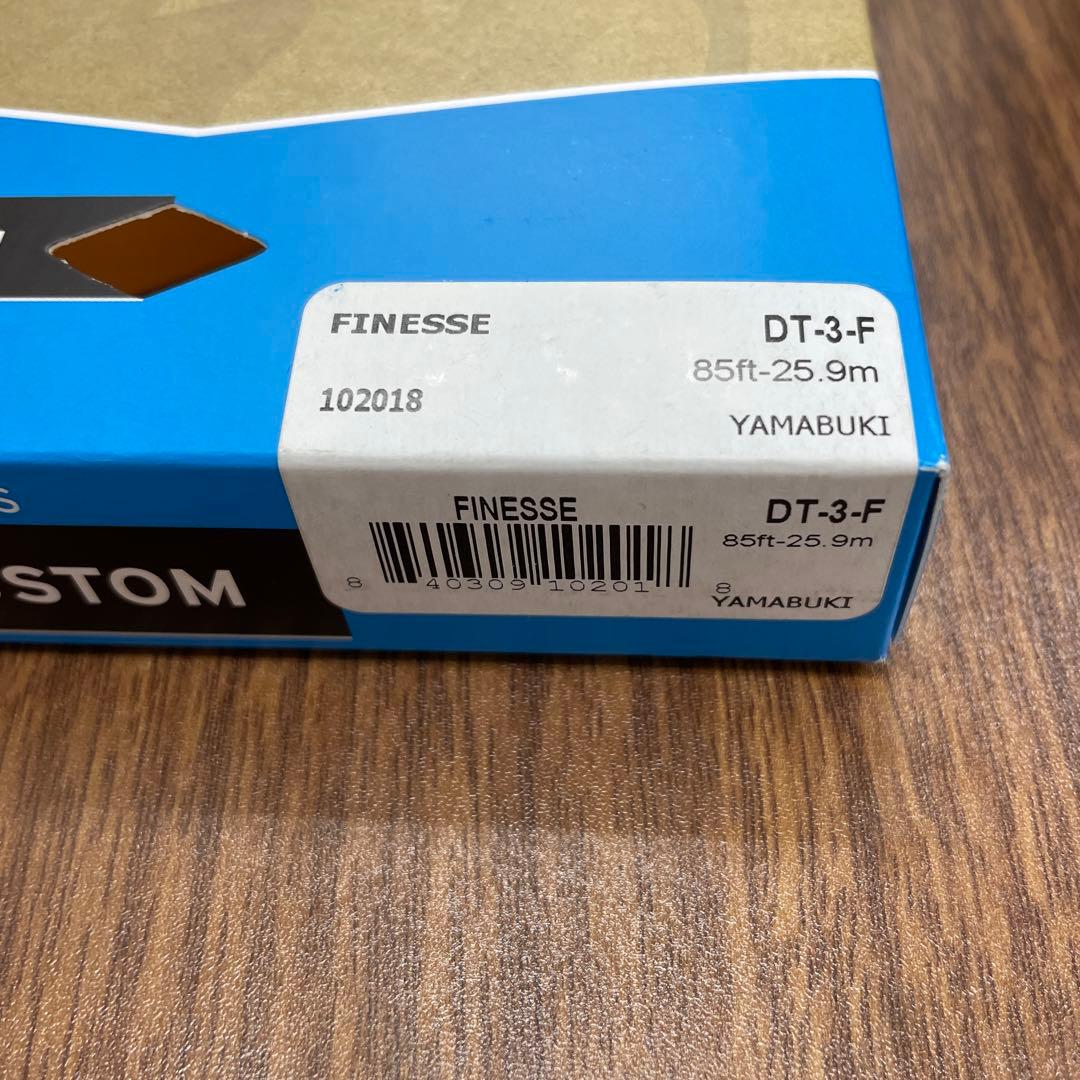 FINESSE
DT-3-F
85ft-25.9m
102018
YAMABUKI
S
STOM
FINESSE
DT-3-F
85ft-25.9m
8 40309 10201 8
YAMABUKI